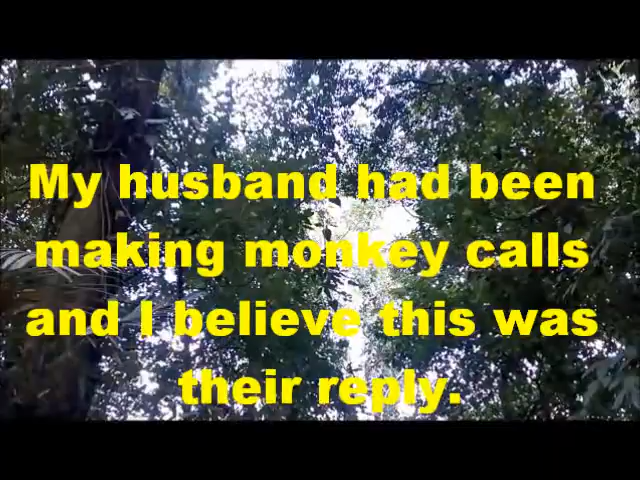 My husband had been
making monkey calls
and I believe this was
their reply.